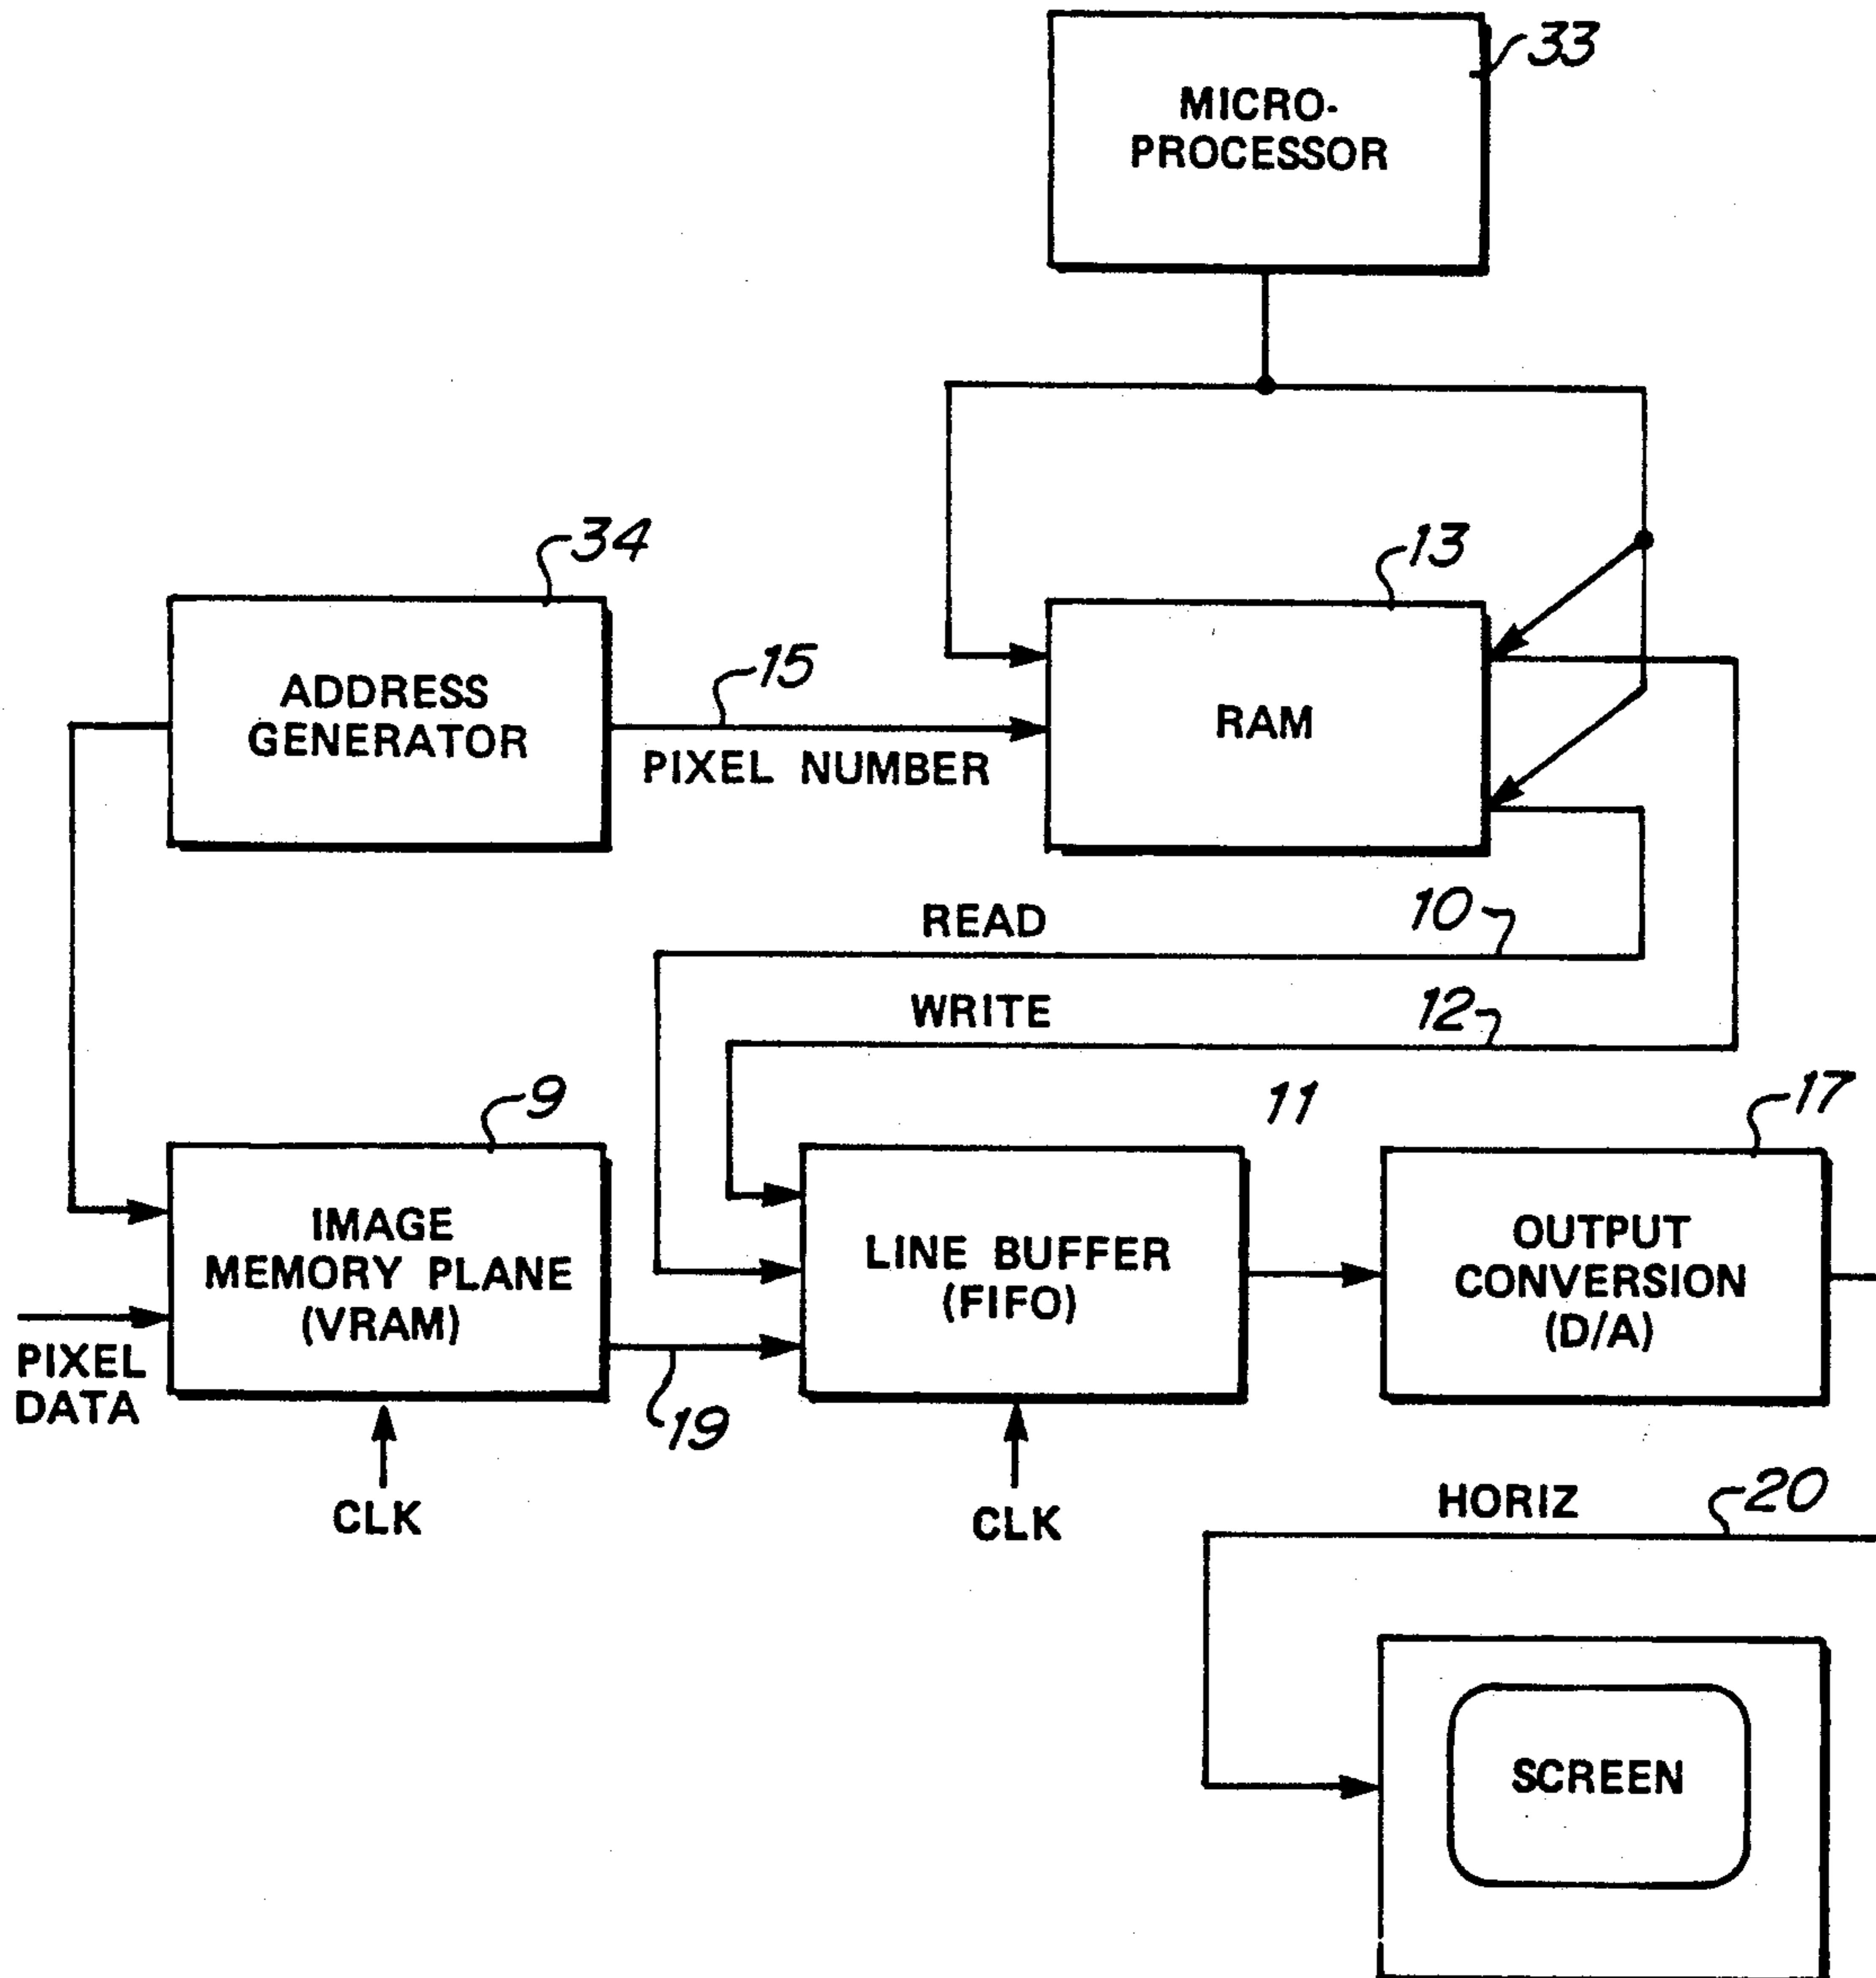 33
MICRO-
PROCESSOR
34
13
ADDRESS
GENERATOR
15
PIXEL NUMBER
RAM
READ
10
WRITE
12
9
11
17
IMAGE
MEMORY PLANE
(VRAM)
LINE BUFFER
(FIFO)
OUTPUT
CONVERSION
(D/A)
PIXEL
DATA
19
CLK
CLK
HORIZ
20
SCREEN